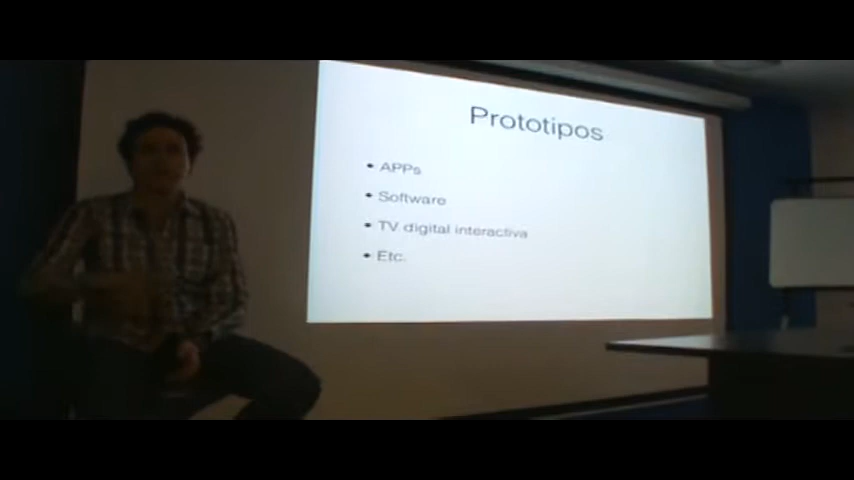 Prototipos
• APPs
• Software
• TV digital interactiva
• Etc.